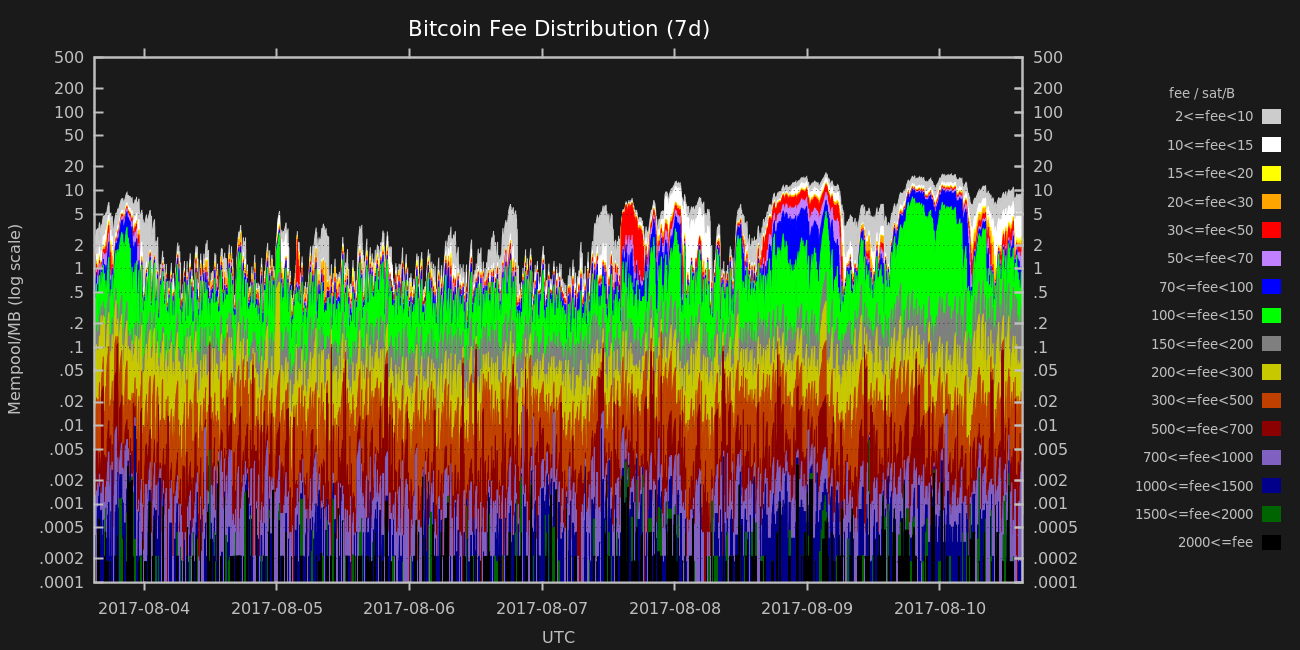 Bitcoin Fee Distribution (7d)
Mempool/MB (log scale)
500
200
100
50
20
10
5
2
1
.5
.2
.1
.05
.02
.01
.005
.002
.001
.0005
.0002
.0001
500
200
100
50
20
10
5
2
1
.5
.2
.1
.05
.02
.01
.005
.002
.001
.0005
.0002
.0001
2017-08-04 2017-08-05 2017-08-06 2017-08-07 2017-08-08 2017-08-09 2017-08-10
UTC
fee / sat/B
2<=fee<10
10<=fee<15
15<=fee<20
20<=fee<30
30<=fee<50
50<=fee<70
70<=fee<100
100<=fee<150
150<=fee<200
200<=fee<300
300<=fee<500
500<=fee<700
700<=fee<1000
1000<=fee<1500
1500<=fee<2000
2000<=fee